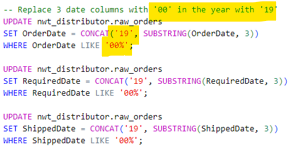 -- Replace 3 date columns with '00' in the year with '19'
UPDATE nwt_distributor.raw_orders
SET OrderDate = CONCAT('19', SUBSTRING(OrderDate, 3))
WHERE OrderDate LIKE '00%';
UPDATE nwt_distributor.raw_orders
SET RequiredDate = CONCAT('19', SUBSTRING(RequiredDate, 3))
WHERE RequiredDate LIKE '00%';
UPDATE nwt_distributor.raw_orders
SET ShippedDate = CONCAT('19', SUBSTRING(ShippedDate, 3))
WHERE ShippedDate LIKE '00%';